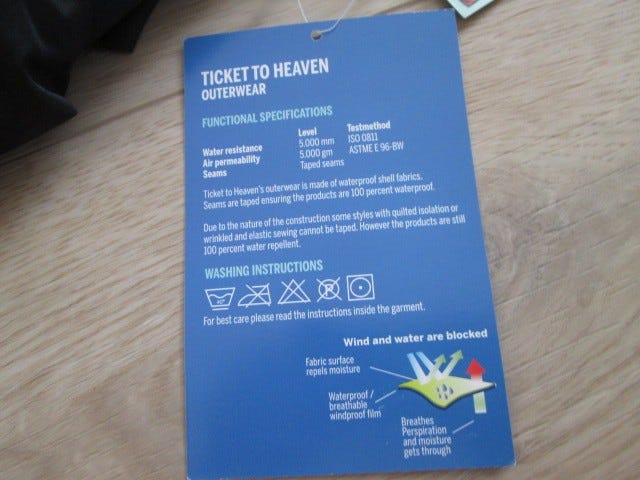 TICKET TO HEAVEN
OUTERWEAR
FUNCTIONAL SPECIFICATIONS
Level Testmethod
Water resistance 5.000 mm ISO 0811
Air permeability 5.000 gm ASTME E 96-BW
Seams Taped seams
Ticket to Heaven's outerwear is made of waterproof shell fabrics.
Seams are taped ensuring the products are 100 percent waterproof.
Due to the nature of the construction some styles with quilted isolation or
wrinkled and elastic sewing cannot be taped. However the products are still
100 percent water repellent.
WASHING INSTRUCTIONS
For best care please read the instructions inside the garment.
Wind and water are blocked
Fabric surface
repels moisture
Waterproof /
breathable
windproof film
Breathes
Perspiration
and moisture
gets through